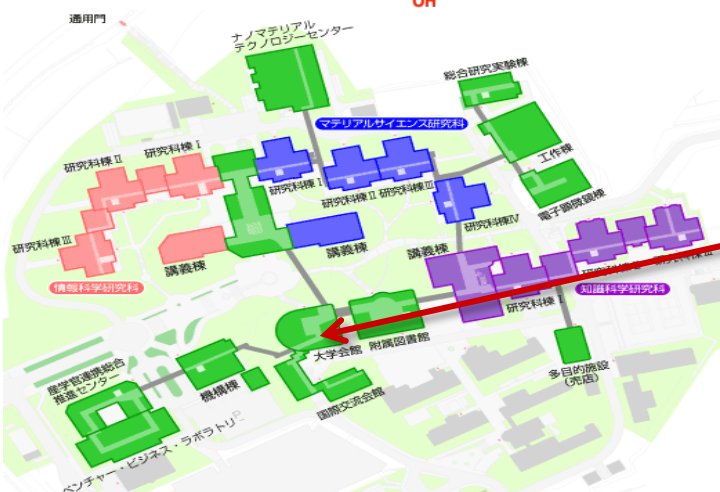 OH
通用門
ナノマテリアル
テクノロジーセンター
総合研究実験棟
マテリアルサイエンス研究科
研究科棟Ⅱ
研究科棟Ⅰ
工作棟
研究科棟Ⅰ
研究科棟Ⅱ
研究科棟Ⅲ
電子顕微鏡棟
研究科棟Ⅳ
研究科棟Ⅲ
講義棟
講義棟
講義棟
情報科学研究科
知識科学研究科
研究科棟Ⅰ
大学会館
附属図書館
産学官連携総合
推進センター
機構棟
国際交流会館
多目的施設
(売店)
ベンチャー・ビジネス・ラボラトリ